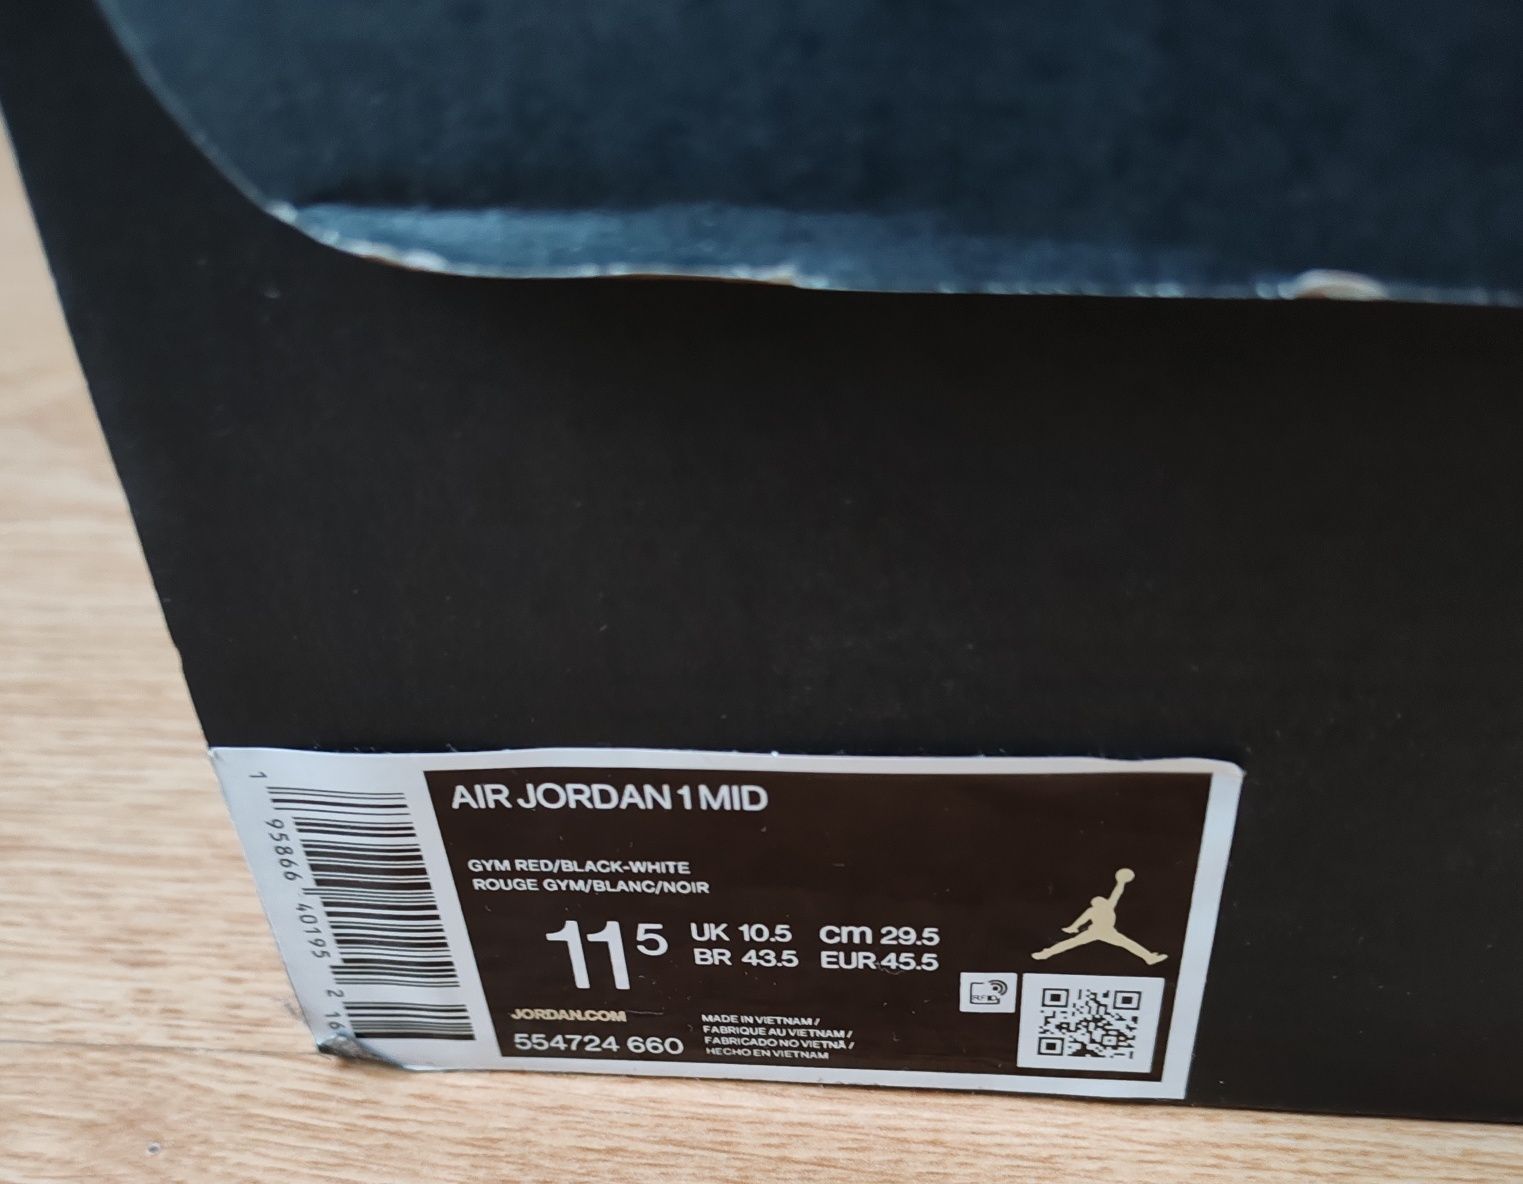 AIR JORDAN 1 MID
GYM RED/BLACK-WHITE
ROUGE GYM/BLANC/NOIR
11 5
UK 10.5 cm 29.5
BR 43.5 EUR 45.5
JORDAN.COM
554724 660
MADE IN VIETNAM /
FABRIQUE AU VIETNAM /
FABRICADO NO VIETNÃ /
HECHO EN VIETNAM
RFID
1 95866 40195 2